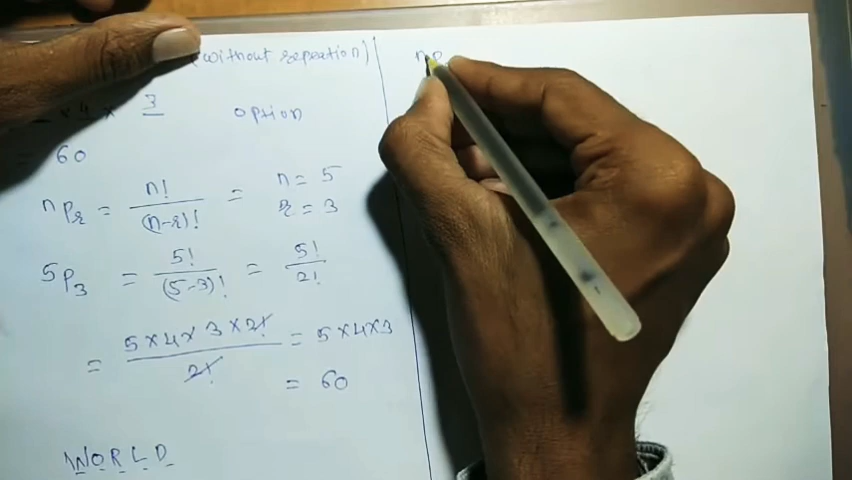 (without repeation)
× 4 × 3 option
= 60
nPr = n!/(n-r)! = n = 5 r = 3
5P3 = 5!/(5-3)! = 5!/2!
= 5×4×3×2!/2! = 5×4×3
= 60
WORLD